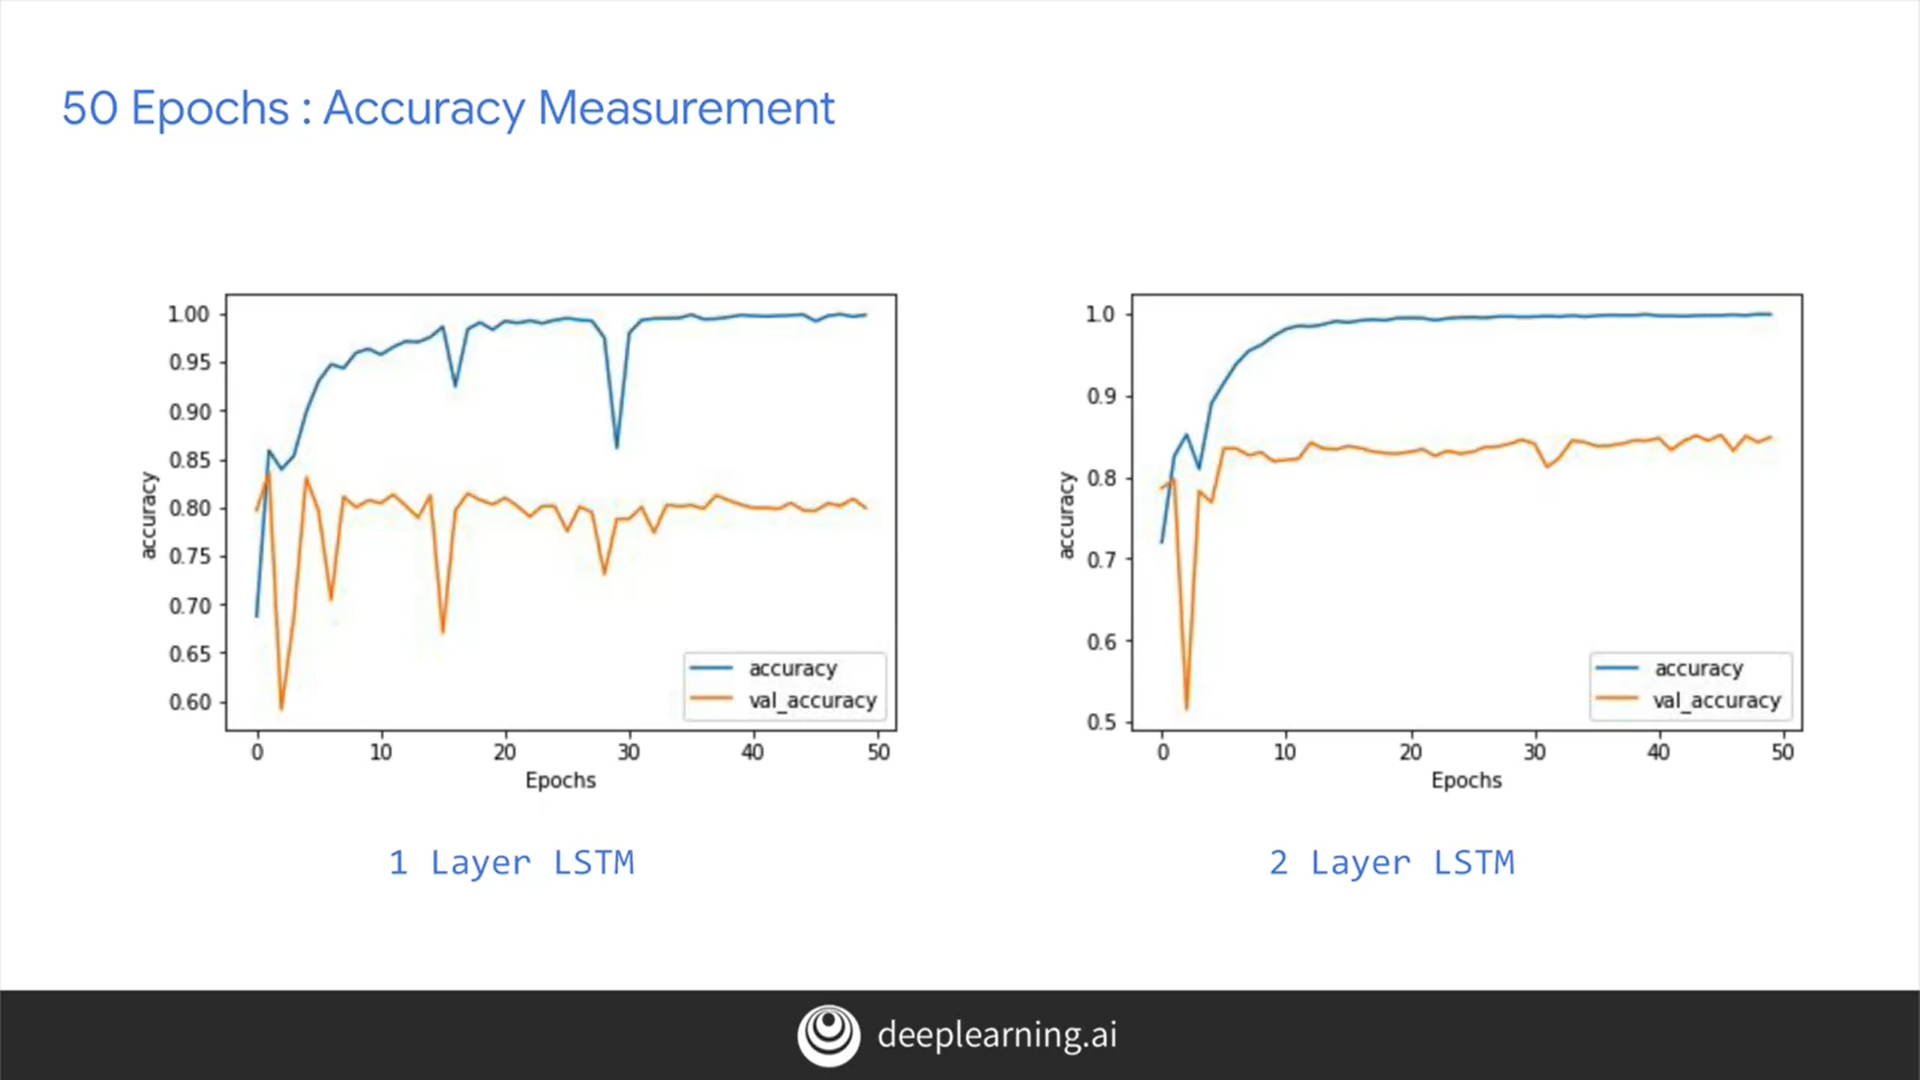 50 Epochs : Accuracy Measurement
1.00
0.95
0.90
0.85
0.80
0.75
0.70
0.65
0.60
accuracy
0
10
20
30
40
50
Epochs
accuracy
val_accuracy
1 Layer LSTM
1.0
0.9
0.8
0.7
0.6
0.5
accuracy
0
10
20
30
40
50
Epochs
accuracy
val_accuracy
2 Layer LSTM
deeplearning.ai